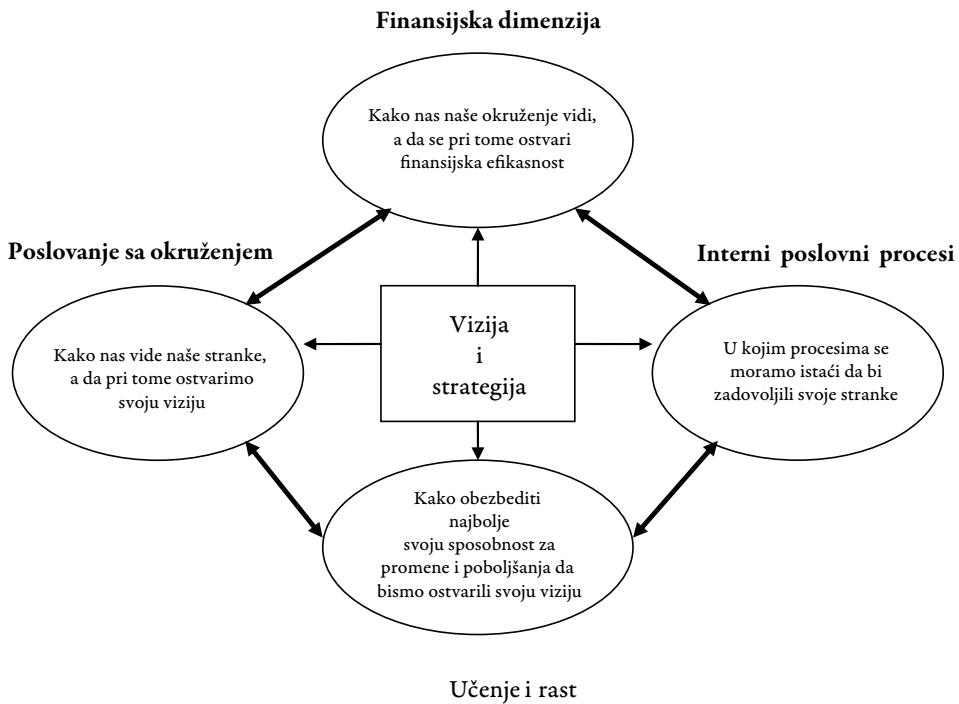 Finansijska dimenzija
Kako nas naše okruženje vidi,
a da se pri tome ostvari
finansijska efikasnost
Poslovanje sa okruženjem
Interni poslovni procesi
Kako nas vide naše stranke,
a da pri tome ostvarimo
svoju viziju
Vizija
i
strategija
U kojim procesima se
moramo istaći da bi
zadovoljili svoje stranke
Kako obezbediti
najbolje
svoju sposobnost za
promene i poboljšanja da
bismo ostvarili svoju viziju
Učenje i rast